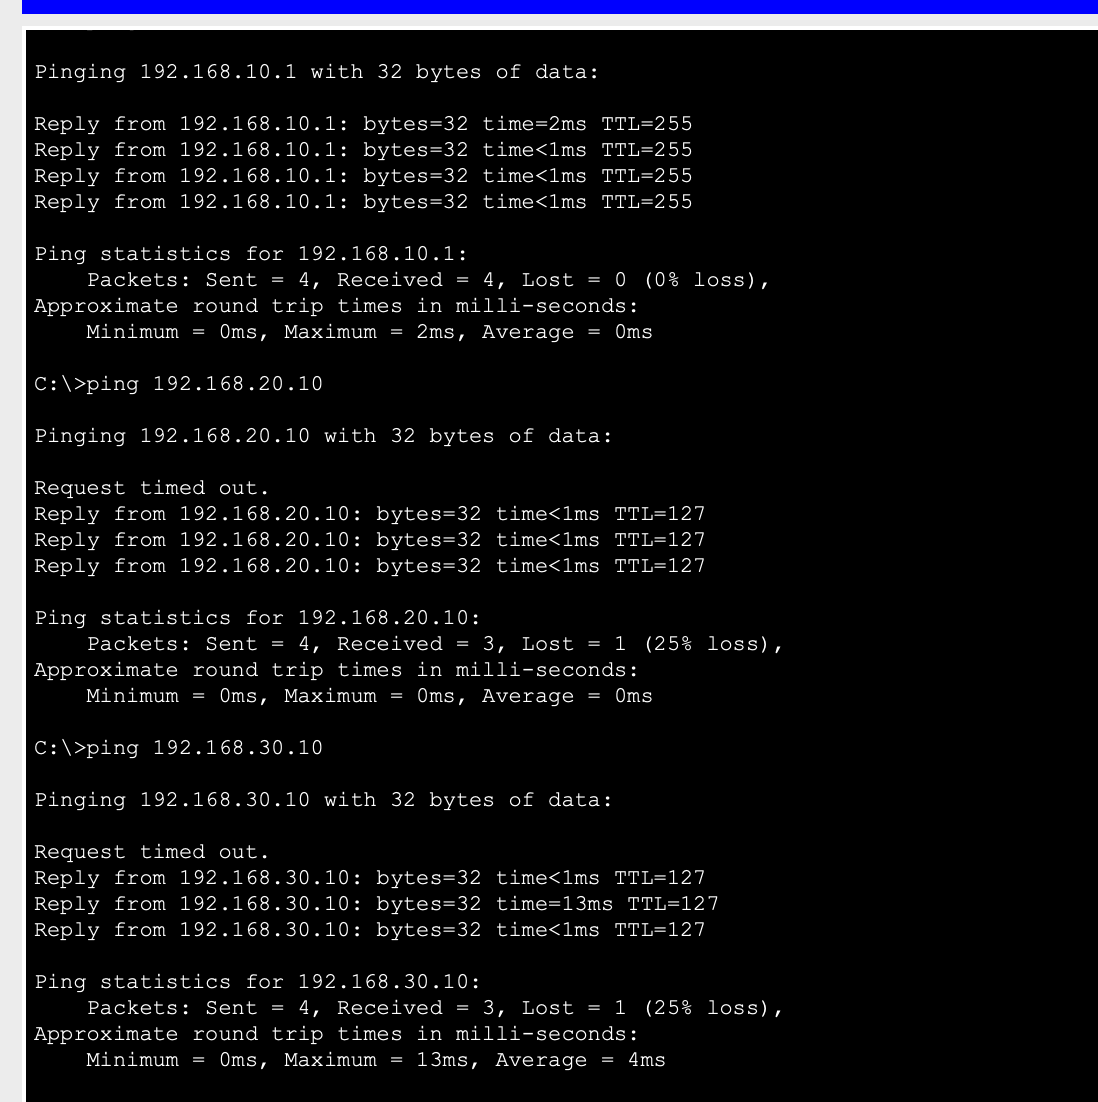 Pinging 192.168.10.1 with 32 bytes of data:
Reply from 192.168.10.1: bytes=32 time=2ms TTL=255
Reply from 192.168.10.1: bytes=32 time<1ms TTL=255
Reply from 192.168.10.1: bytes=32 time<1ms TTL=255
Reply from 192.168.10.1: bytes=32 time<1ms TTL=255
Ping statistics for 192.168.10.1:
    Packets: Sent = 4, Received = 4, Lost = 0 (0% loss),
Approximate round trip times in milli-seconds:
    Minimum = 0ms, Maximum = 2ms, Average = 0ms
C:\>ping 192.168.20.10
Pinging 192.168.20.10 with 32 bytes of data:
Request timed out.
Reply from 192.168.20.10: bytes=32 time<1ms TTL=127
Reply from 192.168.20.10: bytes=32 time<1ms TTL=127
Reply from 192.168.20.10: bytes=32 time<1ms TTL=127
Ping statistics for 192.168.20.10:
    Packets: Sent = 4, Received = 3, Lost = 1 (25% loss),
Approximate round trip times in milli-seconds:
    Minimum = 0ms, Maximum = 0ms, Average = 0ms
C:\>ping 192.168.30.10
Pinging 192.168.30.10 with 32 bytes of data:
Request timed out.
Reply from 192.168.30.10: bytes=32 time<1ms TTL=127
Reply from 192.168.30.10: bytes=32 time=13ms TTL=127
Reply from 192.168.30.10: bytes=32 time<1ms TTL=127
Ping statistics for 192.168.30.10:
    Packets: Sent = 4, Received = 3, Lost = 1 (25% loss),
Approximate round trip times in milli-seconds:
    Minimum = 0ms, Maximum = 13ms, Average = 4ms